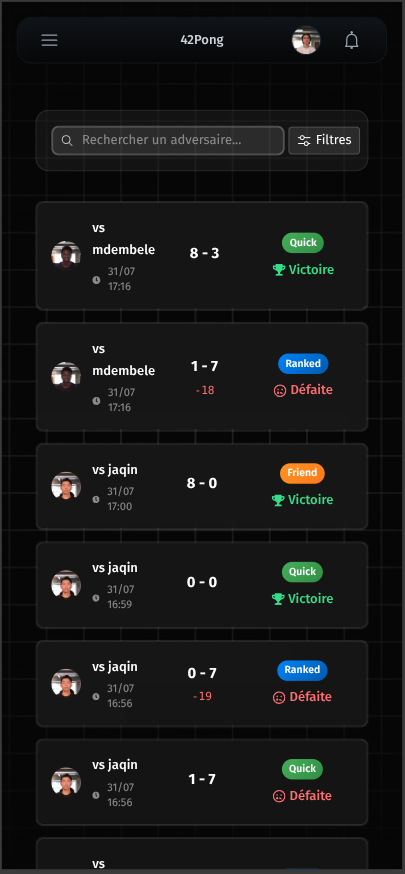 42Pong
Rechercher un adversaire...
Filtres
vs
mdembele
31/07
17:16
8 - 3
Quick
Victoire
vs
mdembele
31/07
17:16
1 - 7
-18
Ranked
Défaite
vs jaqin
31/07
17:00
8 - 0
Friend
Victoire
vs jaqin
31/07
16:59
0 - 0
Quick
Victoire
vs jaqin
31/07
16:56
0 - 7
-19
Ranked
Défaite
vs jaqin
31/07
16:56
1 - 7
Quick
Défaite
vs